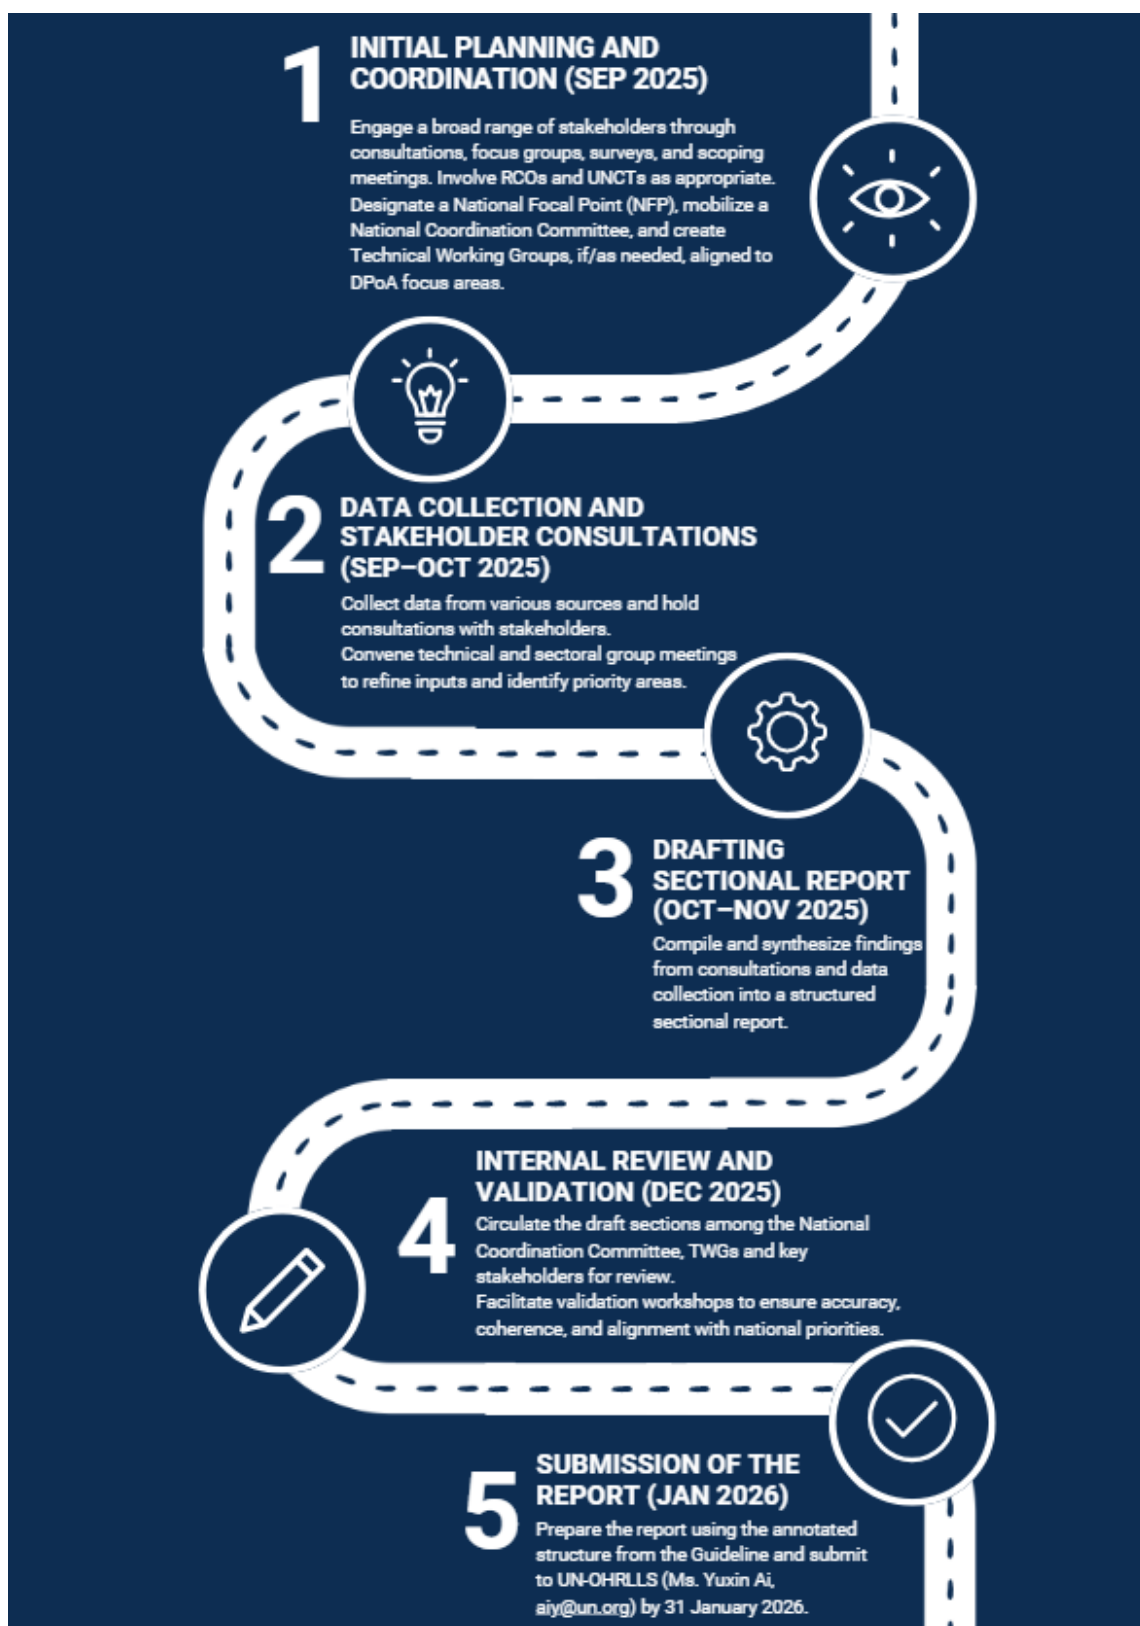 1
INITIAL PLANNING AND
COORDINATION (SEP 2025)
Engage a broad range of stakeholders through
consultations, focus groups, surveys, and scoping
meetings. Involve RCOs and UNCTs as appropriate.
Designate a National Focal Point (NFP), mobilize a
National Coordination Committee, and create
Technical Working Groups, if/as needed, aligned to
DPoA focus areas.
2
DATA COLLECTION AND
STAKEHOLDER CONSULTATIONS
(SEP–OCT 2025)
Collect data from various sources and hold
consultations with stakeholders.
Convene technical and sectoral group meetings
to refine inputs and identify priority areas.
3
DRAFTING
SECTIONAL REPORT
(OCT–NOV 2025)
Compile and synthesize findings
from consultations and data
collection into a structured
sectional report.
4
INTERNAL REVIEW AND
VALIDATION (DEC 2025)
Circulate the draft sections among the National
Coordination Committee, TWGs and key
stakeholders for review.
Facilitate validation workshops to ensure accuracy,
coherence, and alignment with national priorities.
5
SUBMISSION OF THE
REPORT (JAN 2026)
Prepare the report using the annotated
structure from the Guideline and submit
to UN-OHRLLS (Ms. Yuxin Ai,
aiy@un.org) by 31 January 2026.